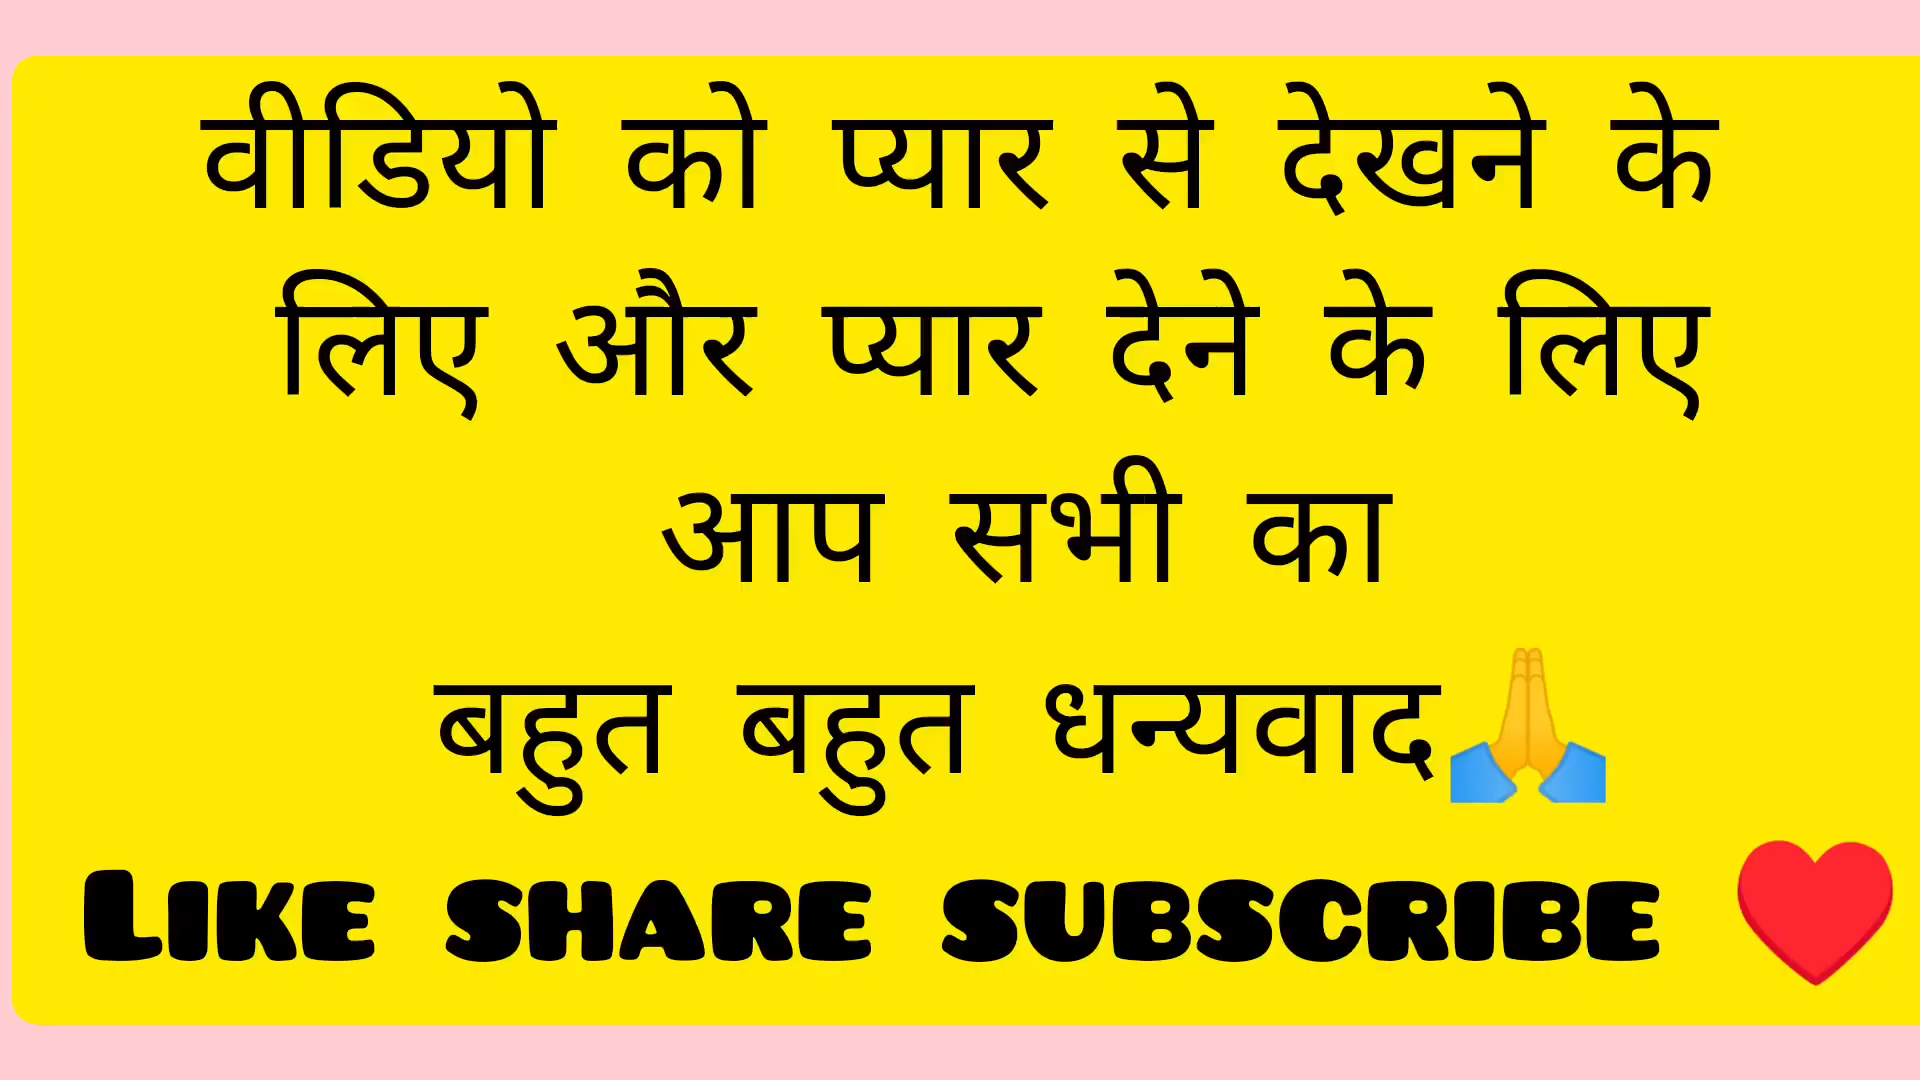 वीडियो को प्यार से देखने के
लिए और प्यार देने के लिए
आप सभी का
बहुत बहुत धन्यवाद🙏
Like share subscribe ♥️